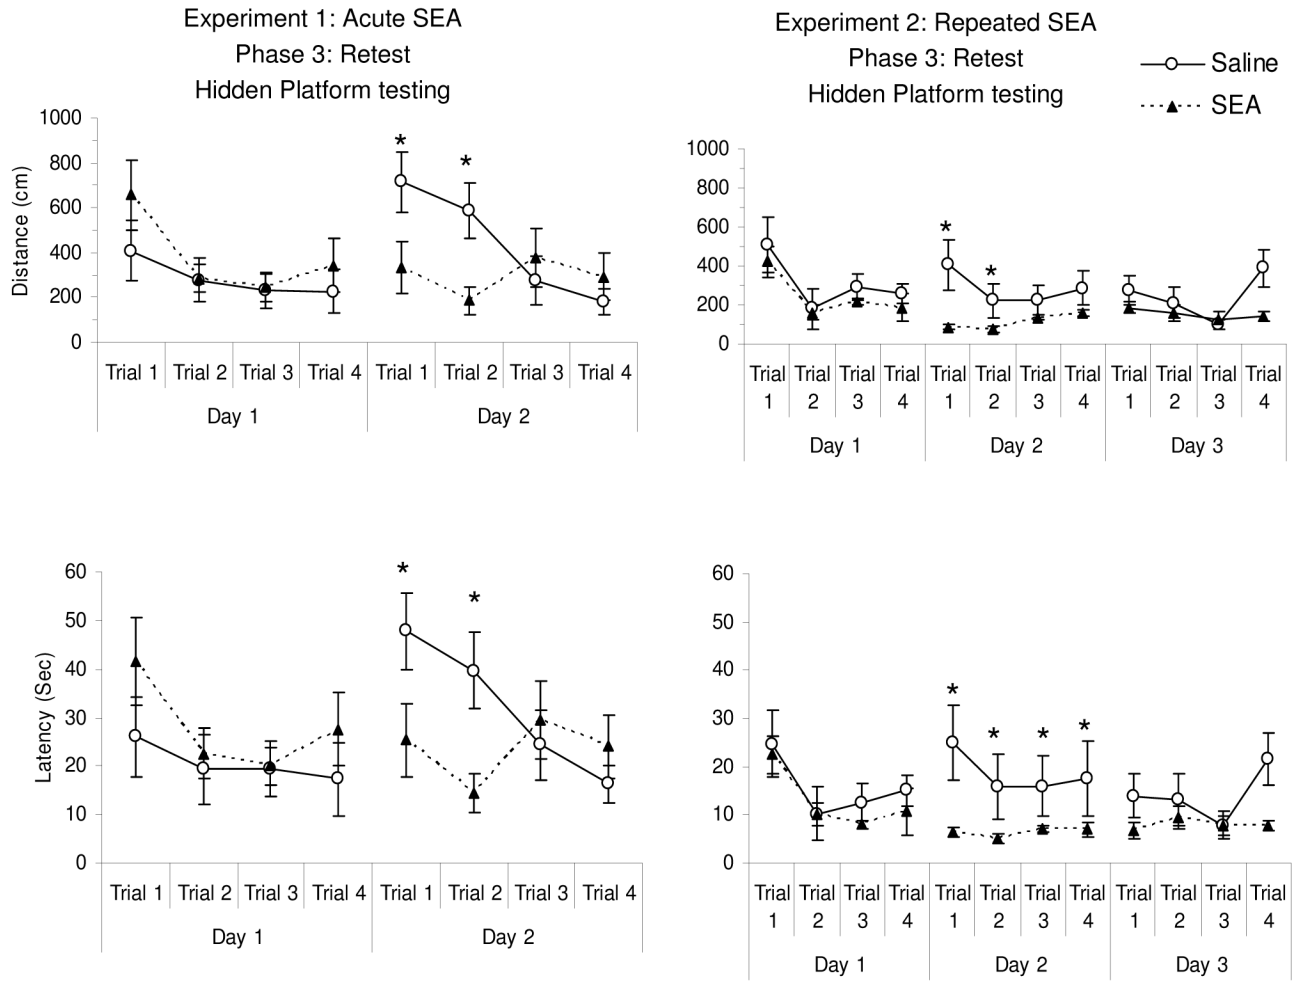 Experiment 1: Acute SEA
Phase 3: Retest
Hidden Platform testing
Experiment 2: Repeated SEA
Phase 3: Retest
Hidden Platform testing
Saline
SEA
Distance (cm)
1000
800
600
400
200
0
* *
Trial 1 Trial 2 Trial 3 Trial 4 Trial 1 Trial 2 Trial 3 Trial 4
Day 1 Day 2
1000
800
600
400
200
0
* *
Trial Trial Trial Trial Trial Trial Trial Trial Trial Trial Trial Trial
1 2 3 4 1 2 3 4 1 2 3 4
Day 1 Day 2 Day 3
Latency (Sec)
60
50
40
30
20
10
0
* *
Trial 1 Trial 2 Trial 3 Trial 4 Trial 1 Trial 2 Trial 3 Trial 4
Day 1 Day 2
60
50
40
30
20
10
0
* * * *
Trial Trial Trial Trial Trial Trial Trial Trial Trial Trial Trial Trial
1 2 3 4 1 2 3 4 1 2 3 4
Day 1 Day 2 Day 3